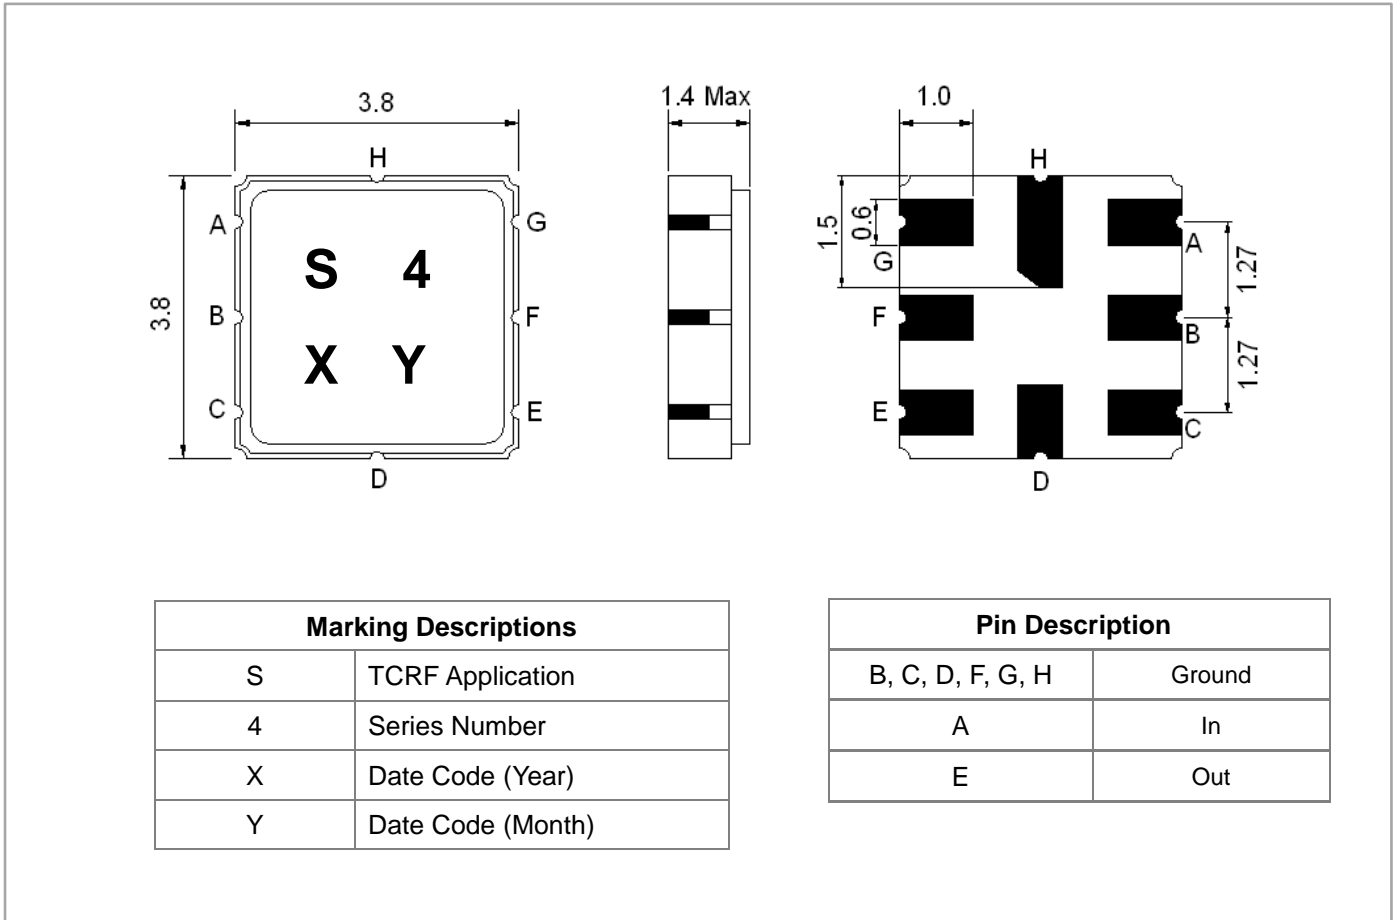 3.8
1.4 Max
1.0
H
H
A
G
1.5
0.6
A
3.8
S 4
G
1.27
B
F
F
B
X Y
1.27
C
E
E
C
D
D
Marking Descriptions
S TCRF Application
4 Series Number
X Date Code (Year)
Y Date Code (Month)
Pin Description
B, C, D, F, G, H Ground
A In
E Out